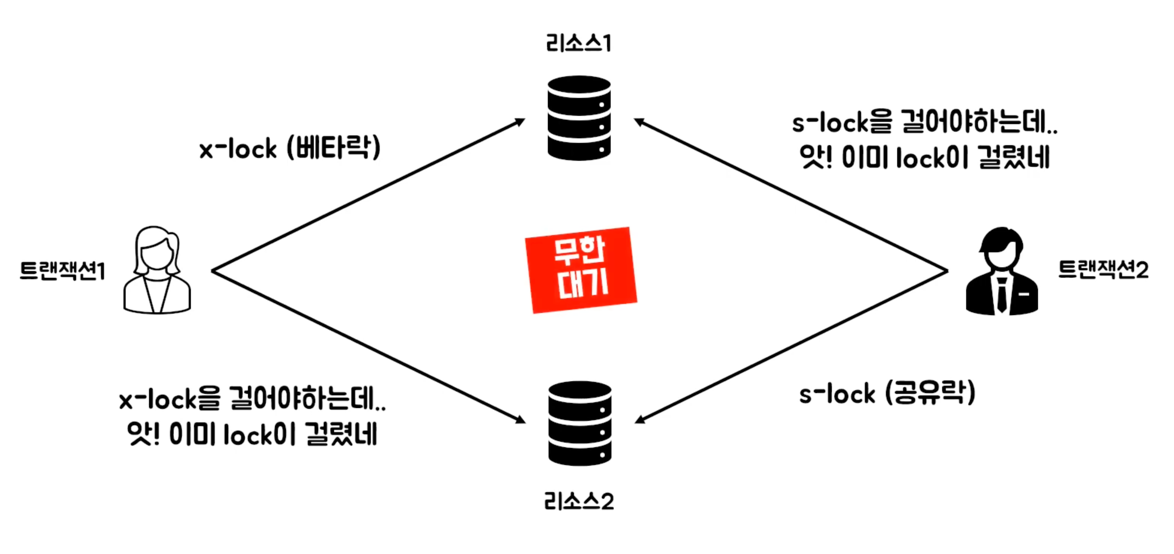 리소스1
x-lock (베타락)
s-lock을 걸어야하는데..
앗! 이미 lock이 걸렸네
무한
대기
트랜잭션1
트랜잭션2
x-lock을 걸어야하는데..
앗! 이미 lock이 걸렸네
s-lock (공유락)
리소스2